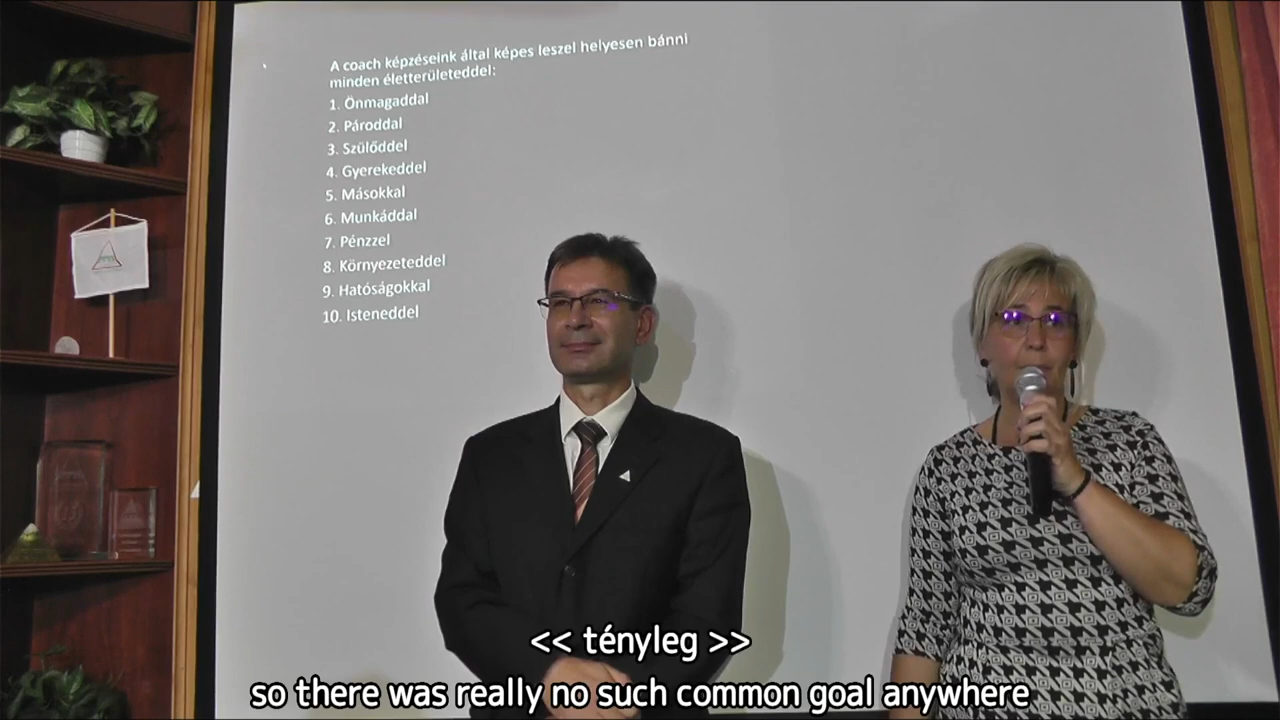 A coach képzéseink által képes leszel helyesen bánni
minden életterületeddel:
1. Önmagaddal
2. Pároddal
3. Szülőddel
4. Gyerekeddel
5. Másokkal
6. Munkáddal
7. Pénzzel
8. Környezeteddel
9. Hatóságokkal
10. Isteneddel
<< tényleg >>
so there was really no such common goal anywhere